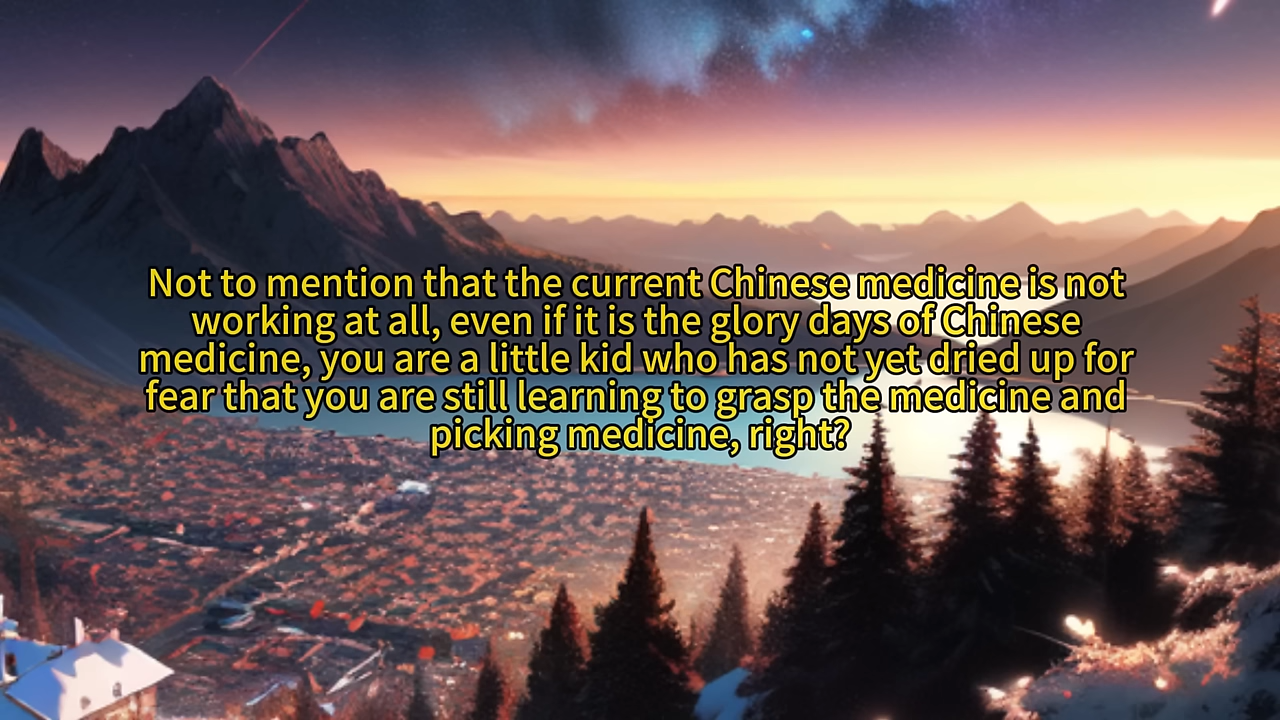 Not to mention that the current Chinese medicine is not
working at all, even if it is the glory days of Chinese
medicine, you are a little kid who has not yet dried up for
fear that you are still learning to grasp the medicine and
picking medicine, right?